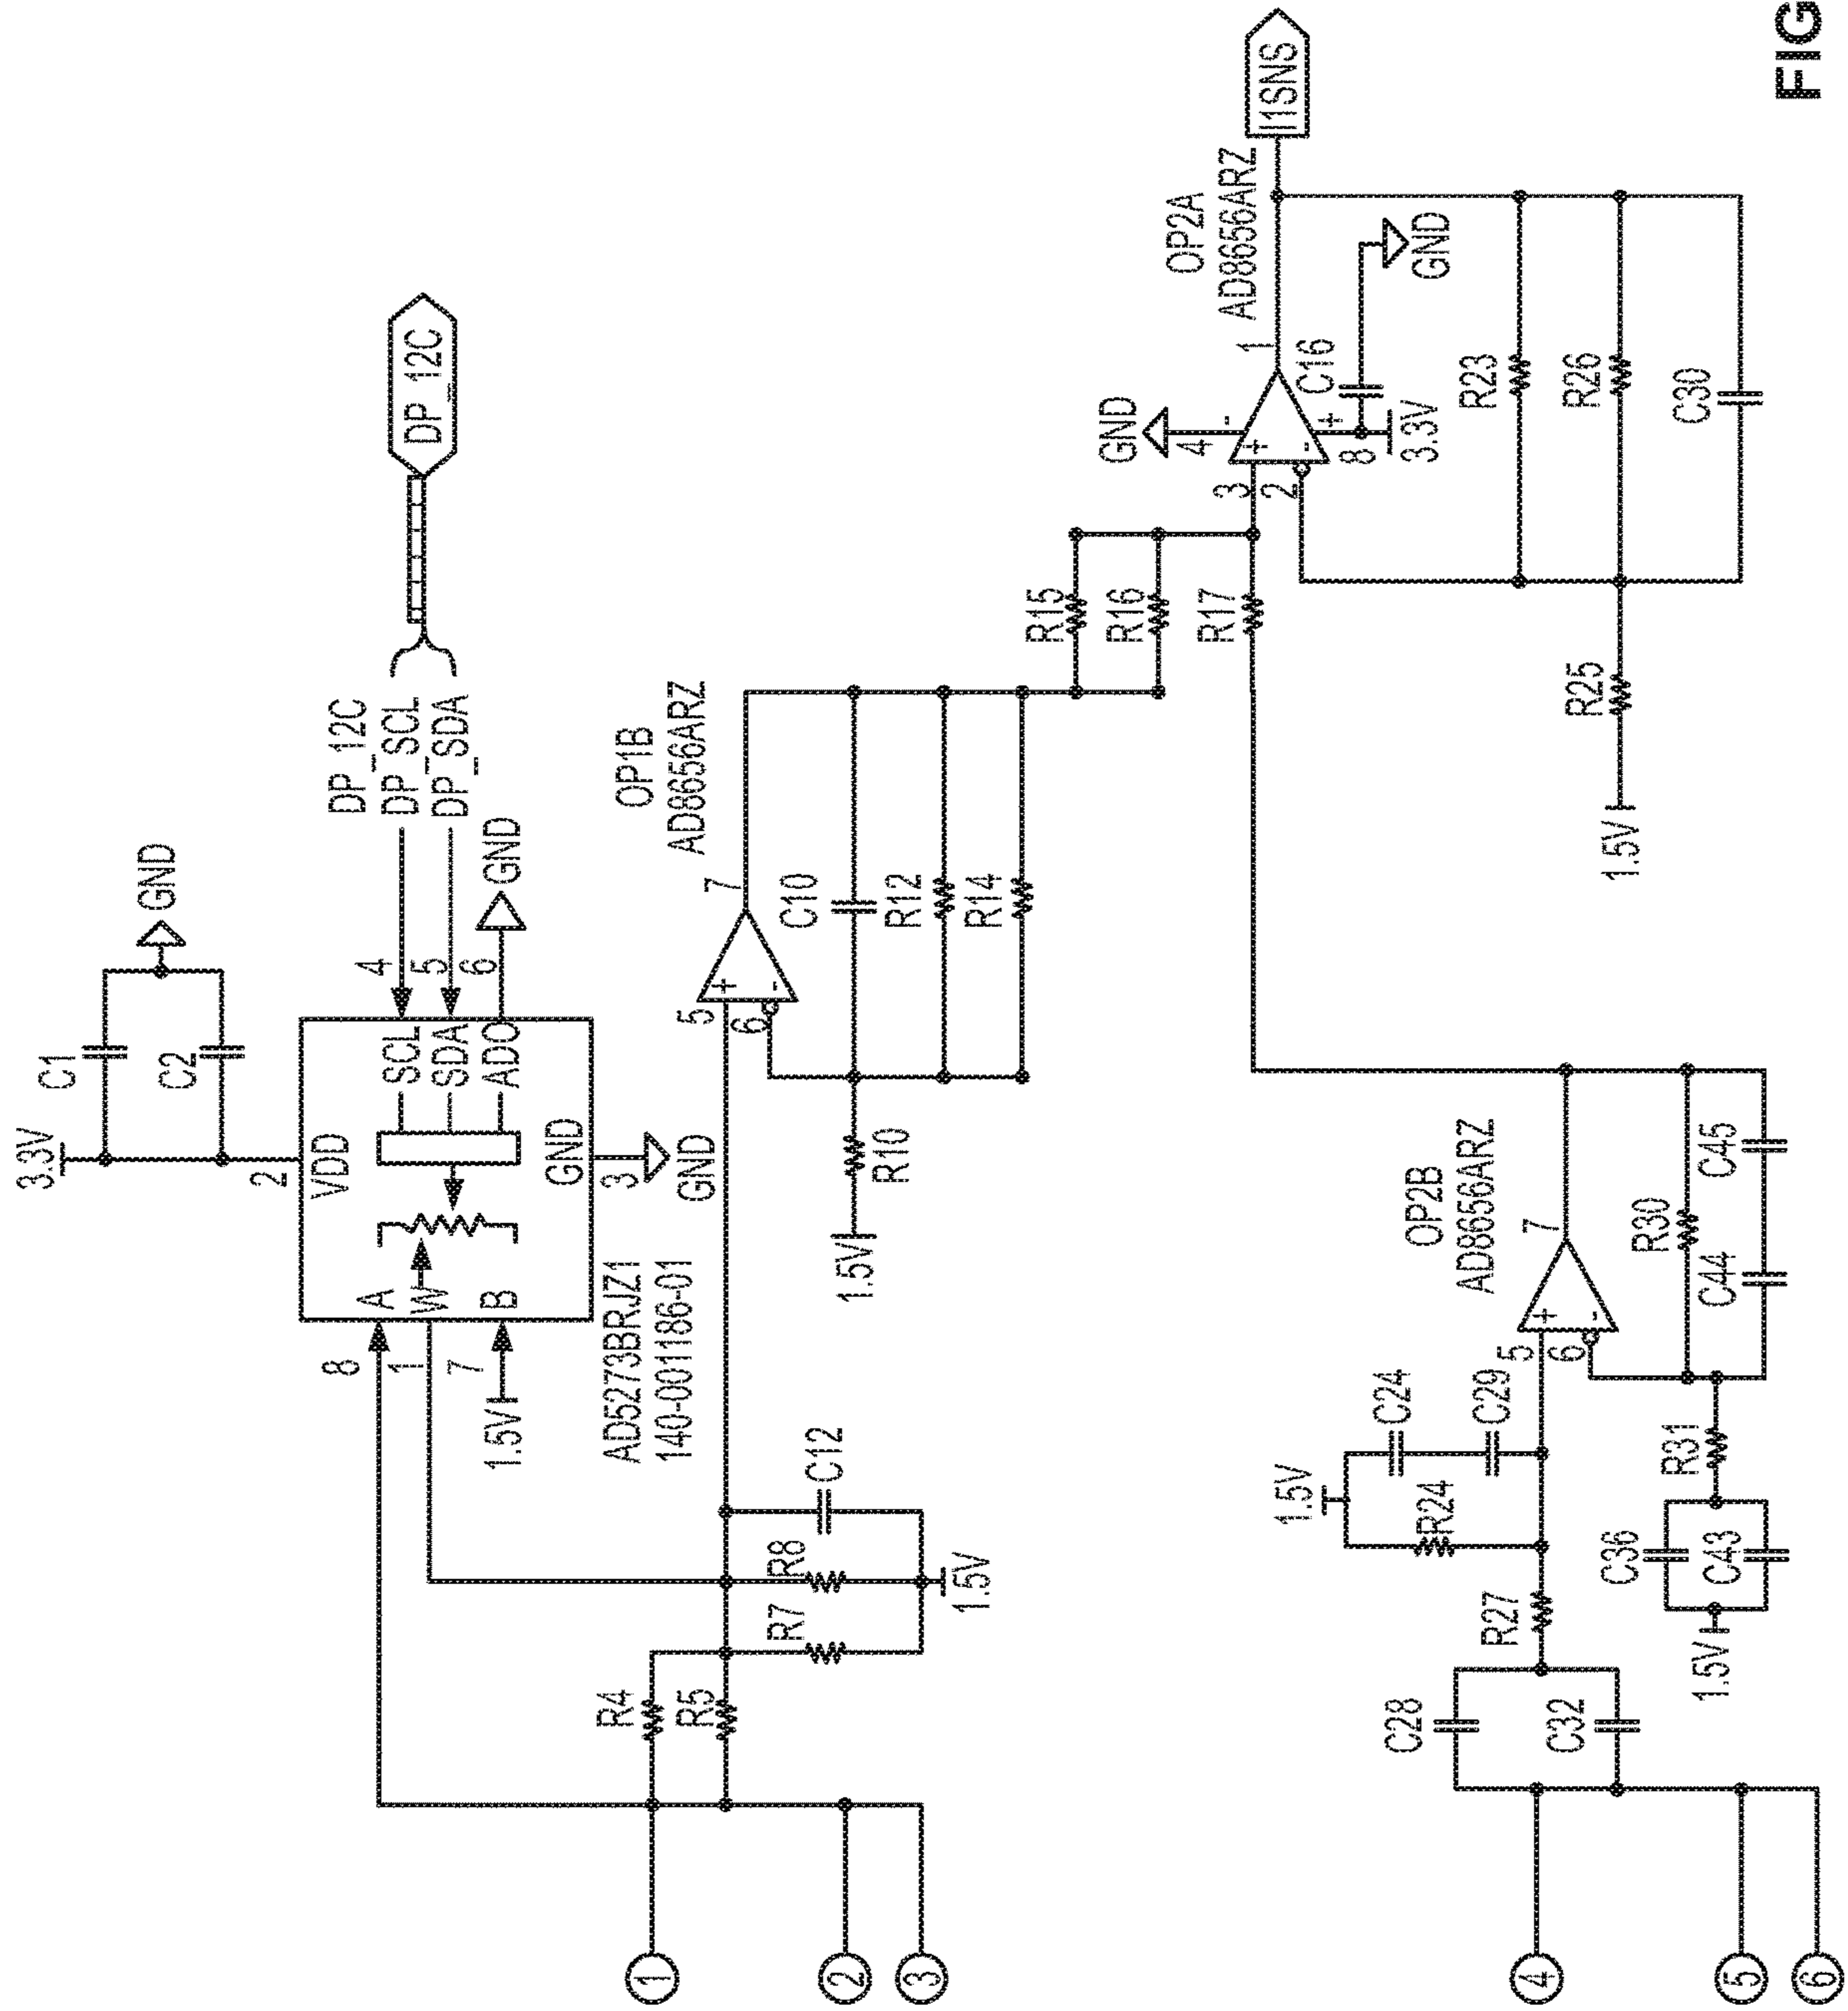 3.3V
C1
C2
GND
2
VDD
SCL
SDA
ADO
4
5
6
GND
DP_12C
DP_SCL
DP_SDA
DP_12C
A
W
B
GND
3
GND
8
1
7
1.5V
AD5273BRJZ1
140-001186-01
OP1B
AD8656ARZ
5
6
+
-
7
C10
R12
R14
R10
1.5V
R4
R5
R7
R8
C12
1.5V
1
2
3
R15
R16
R17
OP2A
AD8656ARZ
GND
4
-
3
2
+
-
1
8
+
3.3V
C16
GND
I1SNS
R23
R26
C30
R25
1.5V
OP2B
AD8656ARZ
5
6
+
-
7
R30
C44
C45
1.5V
C24
C29
R24
R27
R31
C36
C43
1.5V
C28
C32
4
5
6
FIG